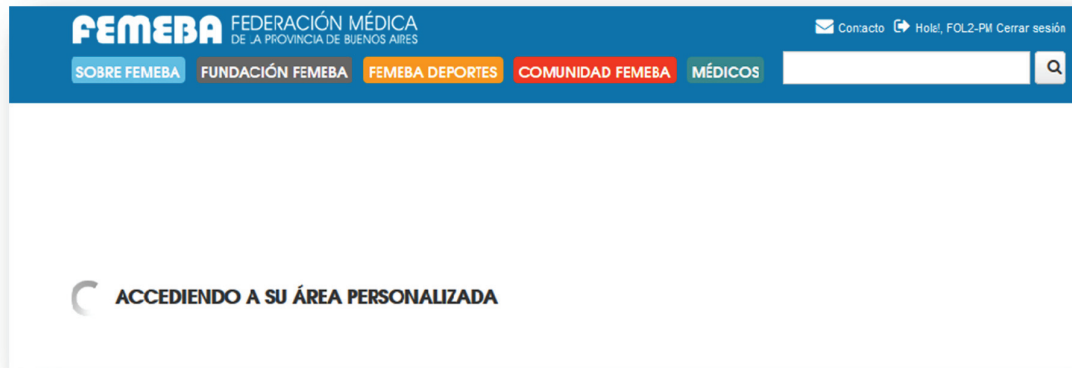 FEMEBA FEDERACIÓN MÉDICA
DE LA PROVINCIA DE BUENOS AIRES
Contacto Hola!, FOL2-PM Cerrar sesión
SOBRE FEMEBA FUNDACIÓN FEMEBA FEMEBA DEPORTES COMUNIDAD FEMEBA MÉDICOS
ACCEDIENDO A SU ÁREA PERSONALIZADA